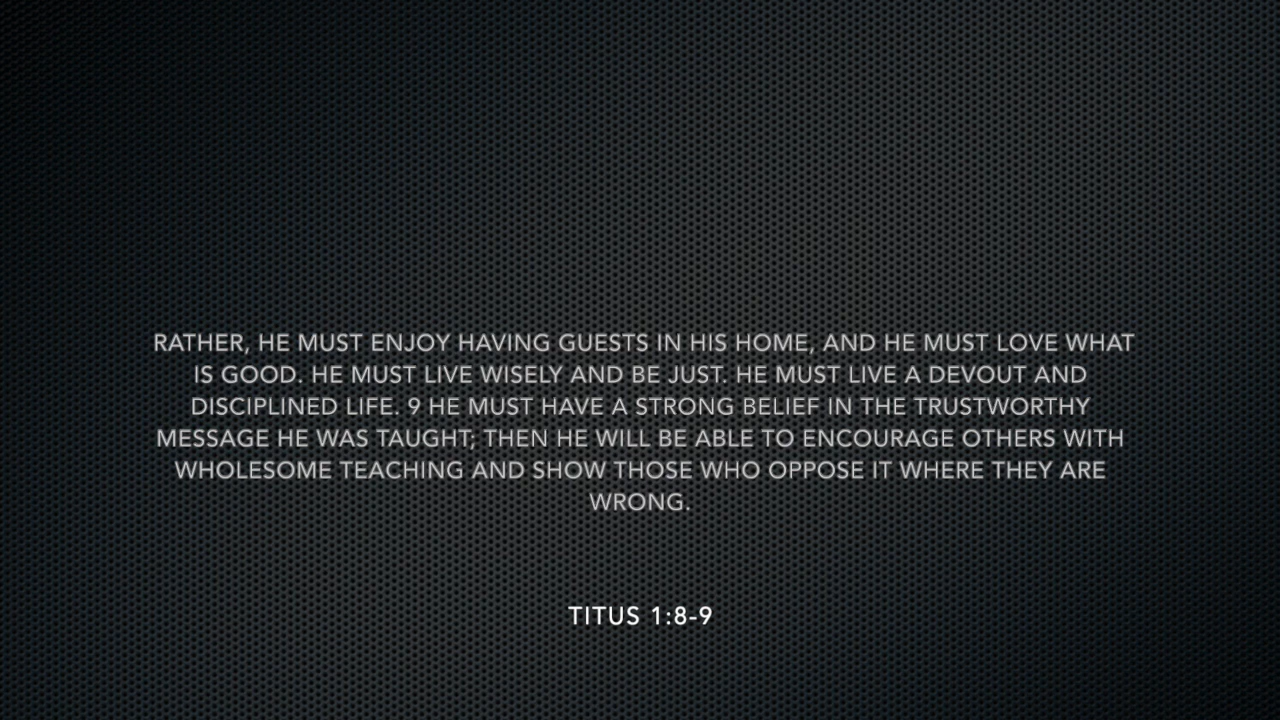 RATHER, HE MUST ENJOY HAVING GUESTS IN HIS HOME, AND HE MUST LOVE WHAT
IS GOOD. HE MUST LIVE WISELY AND BE JUST. HE MUST LIVE A DEVOUT AND
DISCIPLINED LIFE. 9 HE MUST HAVE A STRONG BELIEF IN THE TRUSTWORTHY
MESSAGE HE WAS TAUGHT; THEN HE WILL BE ABLE TO ENCOURAGE OTHERS WITH
WHOLESOME TEACHING AND SHOW THOSE WHO OPPOSE IT WHERE THEY ARE
WRONG.
TITUS 1:8-9